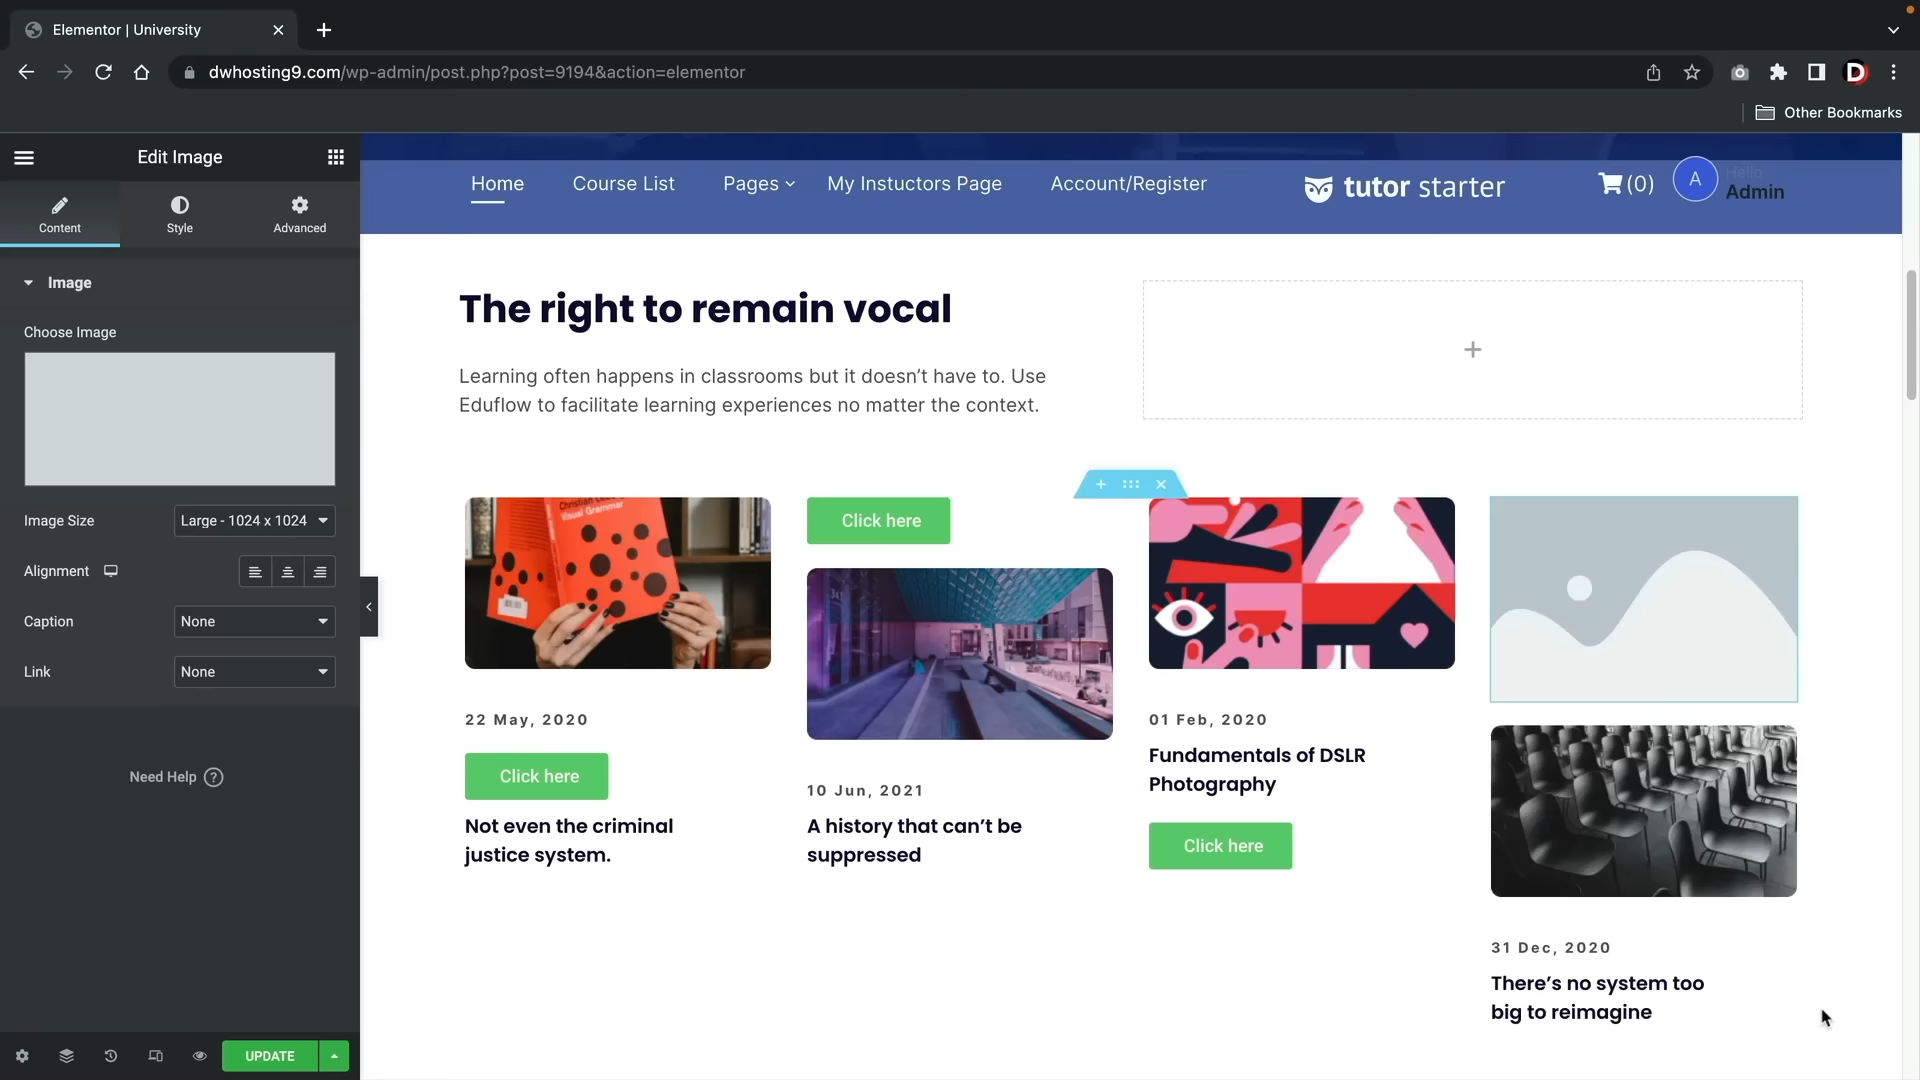 Elementor | University
dwhosting9.com/wp-admin/post.php?post=9194&action=elementor
Other Bookmarks
Edit Image
Content
Style
Advanced
Image
Choose Image
Image Size
Large - 1024 x 1024
Alignment
Caption
None
Link
None
Need Help
UPDATE
Home
Course List
Pages
My Instuctors Page
Account/Register
tutor starter
(0)
A
Hello
Admin
The right to remain vocal
Learning often happens in classrooms but it doesn’t have to. Use
Eduflow to facilitate learning experiences no matter the context.
Visual Grammar
22 May, 2020
Click here
Not even the criminal
justice system.
Click here
10 Jun, 2021
A history that can’t be
suppressed
01 Feb, 2020
Fundamentals of DSLR
Photography
Click here
31 Dec, 2020
There’s no system too
big to reimagine